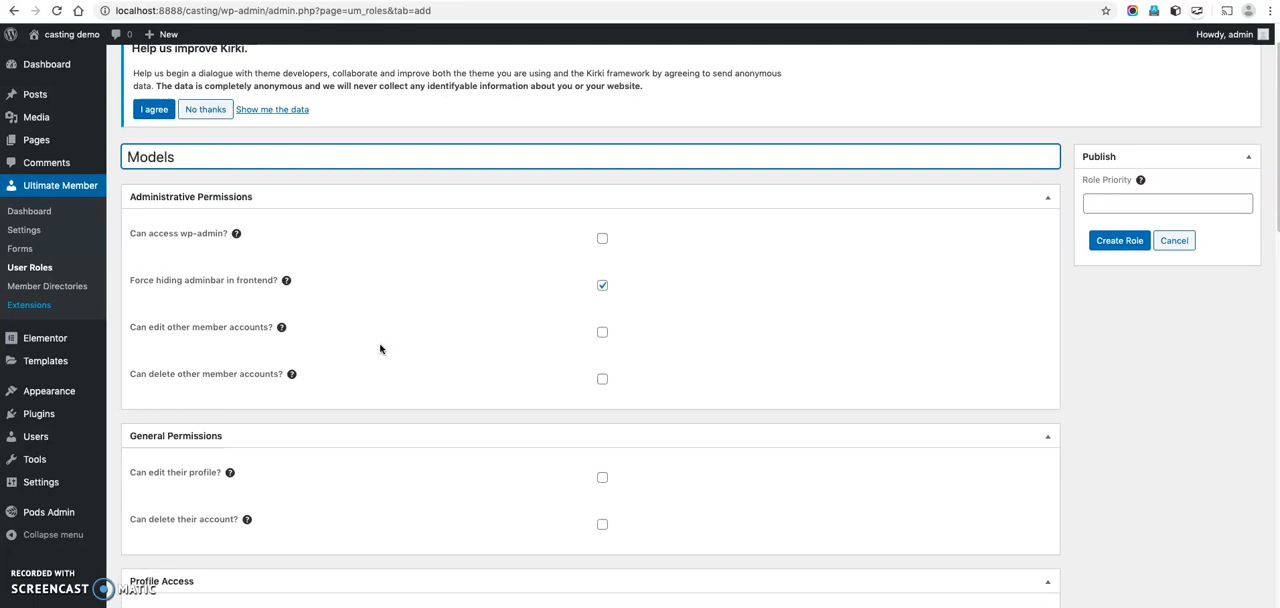 localhost:8888/casting/wp-admin/admin.php?page=um_roles&tab=add
casting demo
0
+ New
Howdy, admin
Dashboard
Posts
Media
Pages
Comments
Ultimate Member
Dashboard
Settings
Forms
User Roles
Member Directories
Extensions
Elementor
Templates
Appearance
Plugins
Users
Tools
Settings
Pods Admin
Collapse menu
RECORDED WITH
SCREENCAST MATIC
Help us improve Kirki.
Help us begin a dialogue with theme developers, collaborate and improve both the theme you are using and the Kirki framework by agreeing to send anonymous
data. The data is completely anonymous and we will never collect any identifyable information about you or your website.
I agree
No thanks
Show me the data
Models
Administrative Permissions
Can access wp-admin? ?
Force hiding adminbar in frontend? ?
Can edit other member accounts? ?
Can delete other member accounts? ?
General Permissions
Can edit their profile? ?
Can delete their account? ?
Profile Access
Publish
Role Priority ?
Create Role
Cancel